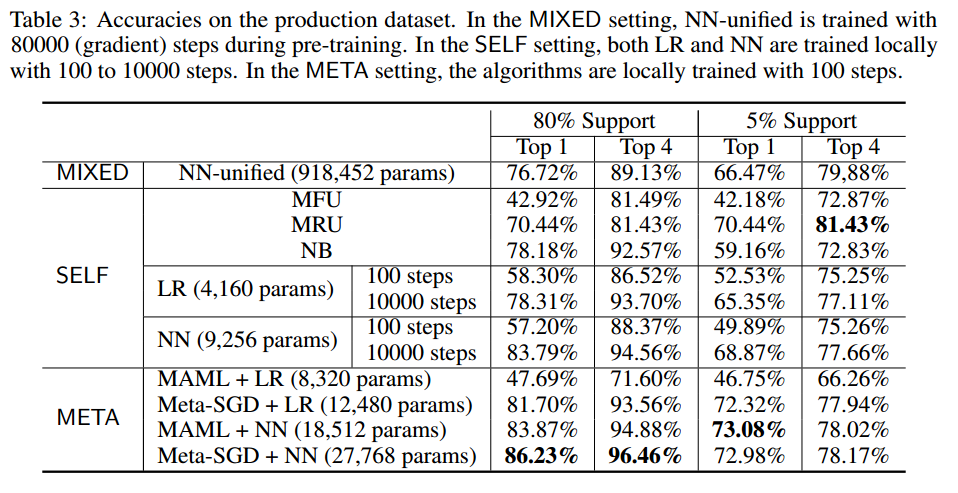 Table 3: Accuracies on the production dataset. In the MIXED setting, NN-unified is trained with
80000 (gradient) steps during pre-training. In the SELF setting, both LR and NN are trained locally
with 100 to 10000 steps. In the META setting, the algorithms are locally trained with 100 steps.
80% Support 5% Support
Top 1 Top 4 Top 1 Top 4
MIXED NN-unified (918,452 params) 76.72% 89.13% 66.47% 79,88%
MFU 42.92% 81.49% 42.18% 72.87%
MRU 70.44% 81.43% 70.44% 81.43%
NB 78.18% 92.57% 59.16% 72.83%
SELF LR (4,160 params) 100 steps 58.30% 86.52% 52.53% 75.25%
10000 steps 78.31% 93.70% 65.35% 77.11%
NN (9,256 params) 100 steps 57.20% 88.37% 49.89% 75.26%
10000 steps 83.79% 94.56% 68.87% 77.66%
MAML + LR (8,320 params) 47.69% 71.60% 46.75% 66.26%
META Meta-SGD + LR (12,480 params) 81.70% 93.56% 72.32% 77.94%
MAML + NN (18,512 params) 83.87% 94.88% 73.08% 78.02%
Meta-SGD + NN (27,768 params) 86.23% 96.46% 72.98% 78.17%